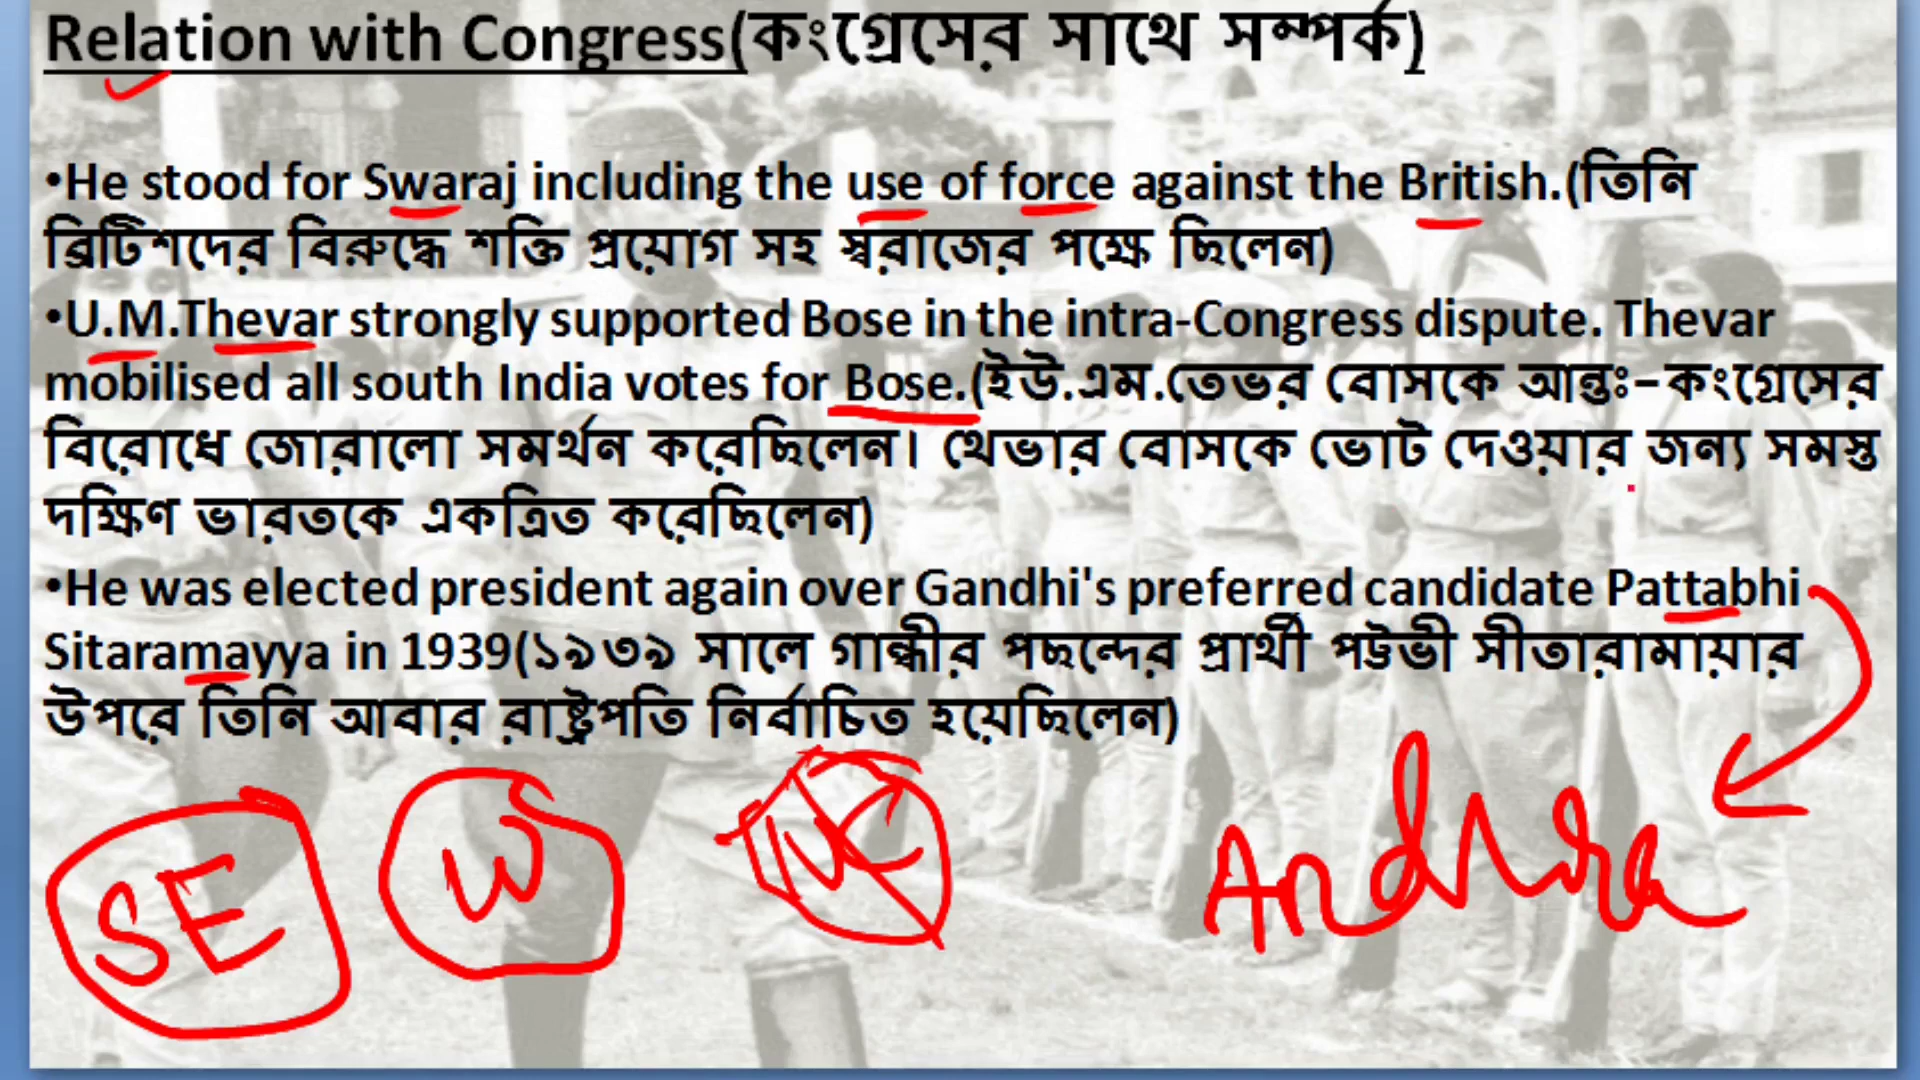 Relation with Congress(কংগ্রেসের সাথে সম্পর্ক)
•He stood for Swaraj including the use of force against the British.(তিনি
ব্রিটিশদের বিরুদ্ধে শক্তি প্রয়োগ সহ স্বরাজের পক্ষে ছিলেন)
•U.M.Thevar strongly supported Bose in the intra-Congress dispute. Thevar
mobilised all south India votes for Bose.(ইউ.এম.তেভর বোসকে আন্তঃ-কংগ্রেসের
বিরোধে জোরালো সমর্থন করেছিলেন। থেভার বোসকে ভোট দেওয়ার জন্য সমস্ত
দক্ষিণ ভারতকে একত্রিত করেছিলেন)
•He was elected president again over Gandhi's preferred candidate Pattabhi
Sitaramayya in 1939(১৯৩৯ সালে গান্ধীর পছন্দের প্রার্থী পট্টভী সীতারামায়ার
উপরে তিনি আবার রাষ্ট্রপতি নির্বাচিত হয়েছিলেন)
SE W Andhra